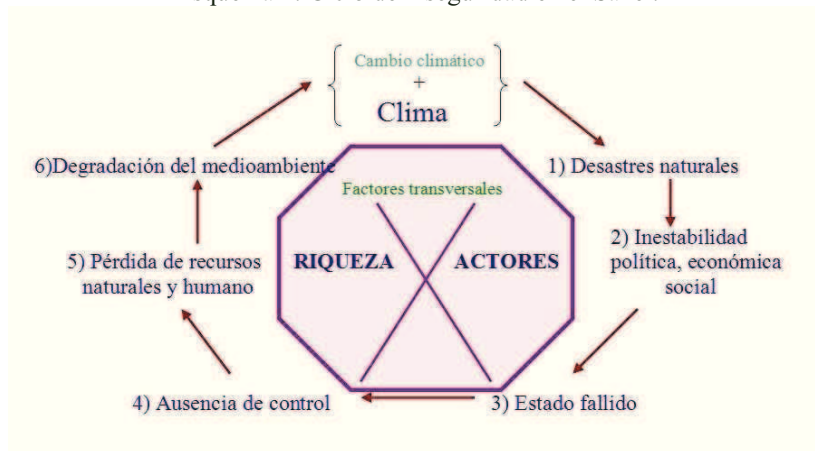 Cambio climático
+
Clima
6)Degradación del medioambiente
1) Desastres naturales
Factores transversales
2) Inestabilidad
política, económica
social
5) Pérdida de recursos
naturales y humano
RIQUEZA
ACTORES
4) Ausencia de control
3) Estado fallido